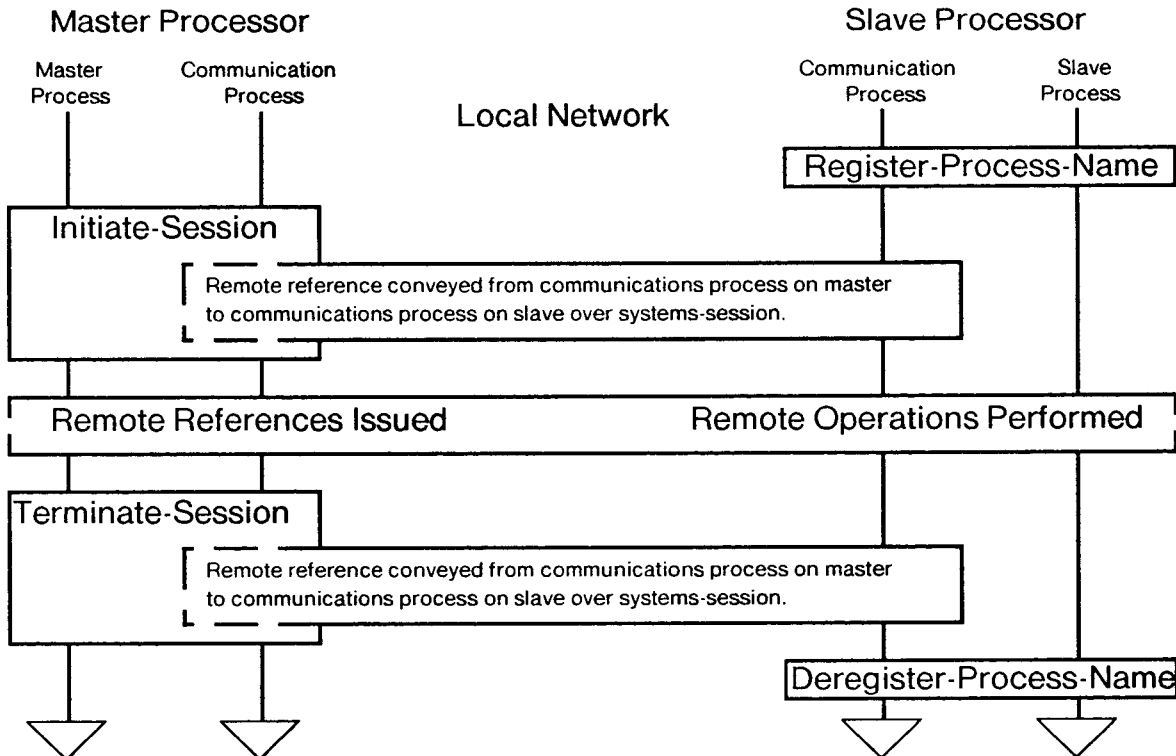 Master Processor
Slave Processor
Master
Process
Communication
Process
Local Network
Communication
Process
Slave
Process
Register-Process-Name
Initiate-Session
Remote reference conveyed from communications process on master
to communications process on slave over systems-session.
Remote References Issued
Remote Operations Performed
Terminate-Session
Remote reference conveyed from communications process on master
to communications process on slave over systems-session.
Deregister-Process-Name